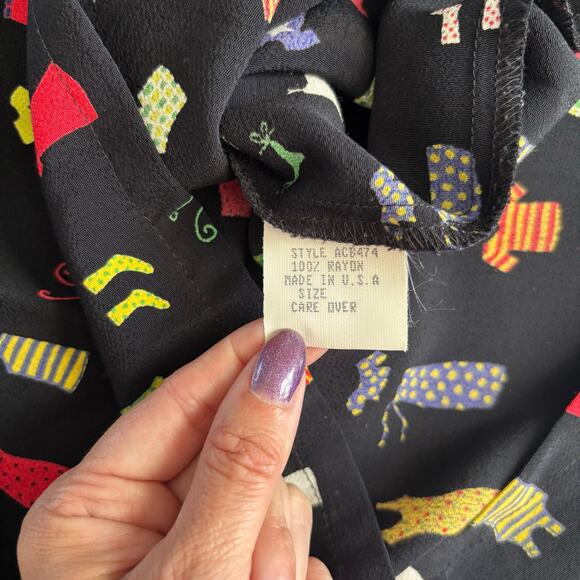 STYLE ACB474
100% RAYON
MADE IN U.S.A
SIZE
CARE OVER